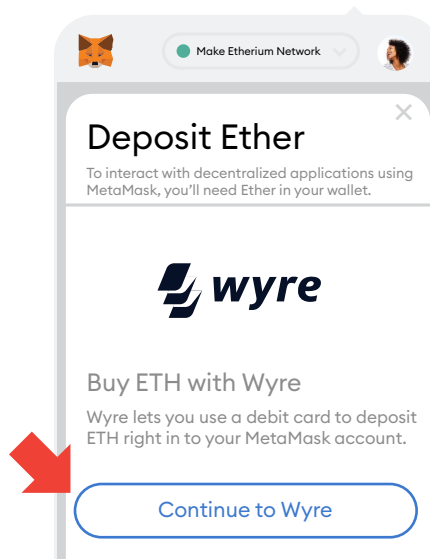 Make Etherium Network
Deposit Ether
To interact with decentralized applications using
MetaMask, you'll need Ether in your wallet.
wyre
Buy ETH with Wyre
Wyre lets you use a debit card to deposit
ETH right in to your MetaMask account.
Continue to Wyre